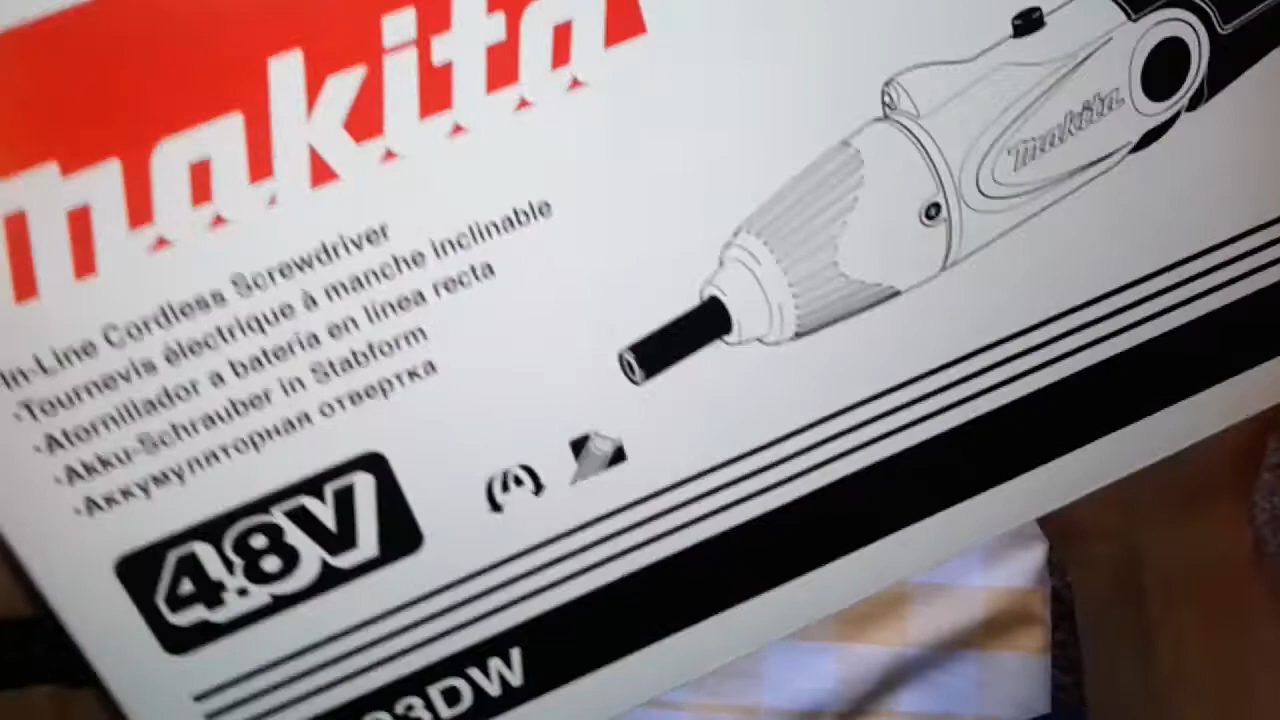 makita
makita
In-Line Cordless Screwdriver
·Tournevis électrique à manche inclinable
·Atornillador a batería en línea recta
·Akku-Schrauber in Stabform
·Аккумуляторная отвертка
4.8V
23DW